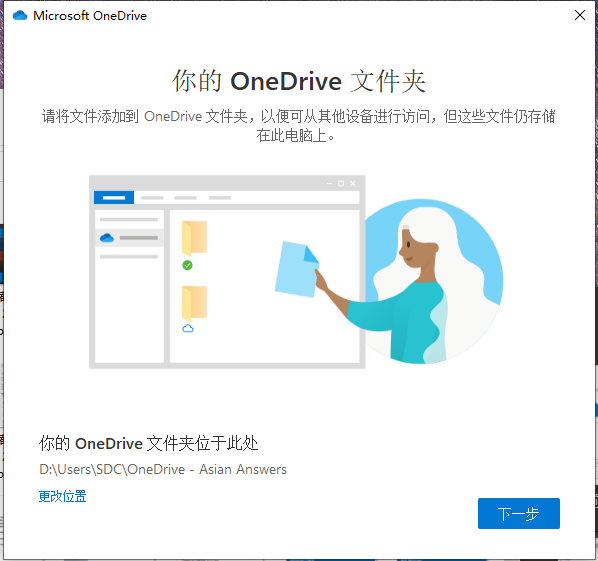 Microsoft OneDrive
你的 OneDrive 文件夹
请将文件添加到 OneDrive 文件夹，以便可从其他设备进行访问，但这些文件仍存储
在此电脑上。
你的 OneDrive 文件夹位于此处
D:\Users\SDC\OneDrive - Asian Answers
更改位置
下一步